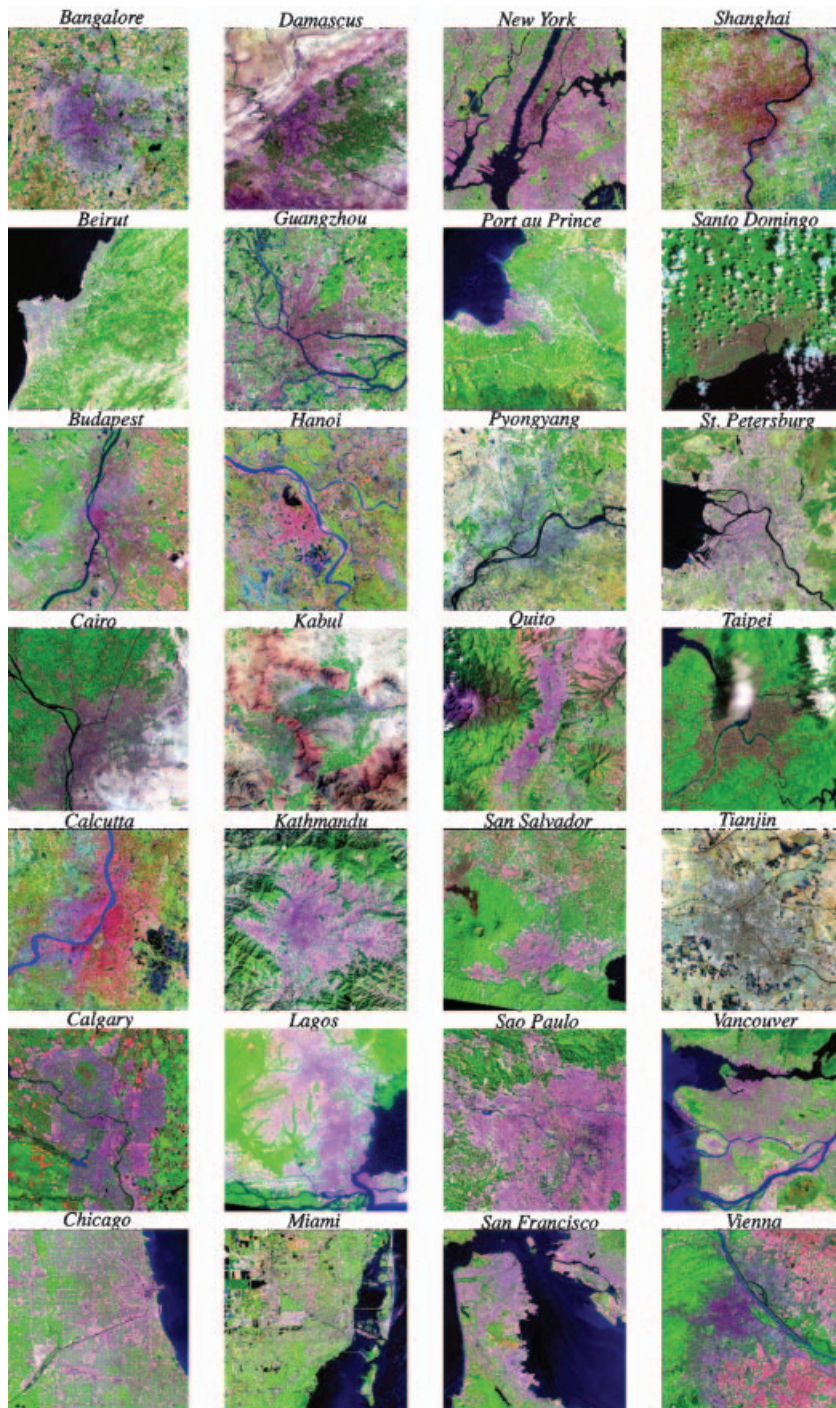 Bangalore Damascus New York Shanghai
Beirut Guangzhou Port au Prince Santo Domingo
Budapest Hanoi Pyongyang St. Petersburg
Cairo Kabul Quito Taipei
Calcutta Kathmandu San Salvador Tianjin
Calgary Lagos Sao Paulo Vancouver
Chicago Miami San Francisco Vienna